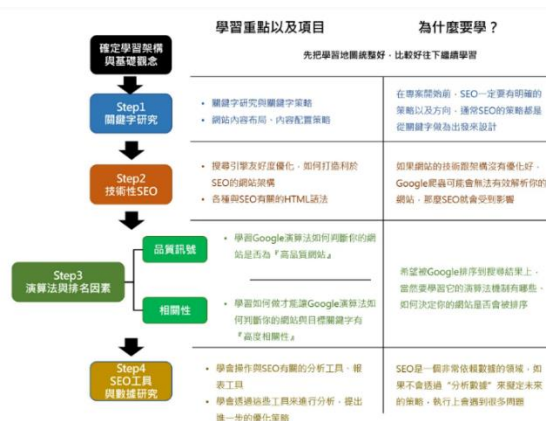 學習重點以及項目
為什麼要學？
確定學習架構
與基礎觀念
先把學習地圖統整好，比較好往下繼續學習
Step1
關鍵字研究
• 關鍵字研究與關鍵字策略
• 網站內容布局、內容配置策略
在專案開始前，SEO一定要有明確的
策略以及方向，通常SEO的策略都是
從關鍵字做為出發來設計
Step2
技術性SEO
• 搜尋引擎友好度優化，如何打造利於
SEO的網站架構
• 各種與SEO有關的HTML語法
如果網站的技術跟架構沒有優化好，
Google爬蟲可能會無法有效解析你的
網站，那麼SEO就會受到影響
Step3
演算法與排名因素
品質訊號
• 學習Google演算法如何判斷你的網
站是否為『高品質網站』
相關性
• 學習如何做才能讓Google演算法如
何判斷你的網站與目標關鍵字有
『高度相關性』
希望被Google排序到搜尋結果上，
當然要學習它的演算法機制有哪些，
如何決定你的網站是否會被排序
Step4
SEO工具
與數據研究
• 學會操作與SEO有關的分析工具、報
表工具
• 學會透過這些工具來進行分析，提出
進一步的優化策略
SEO是一個非常依賴數據的領域，如
果不會透過“分析數據”來擬定未來
的策略，執行上會遇到很多問題